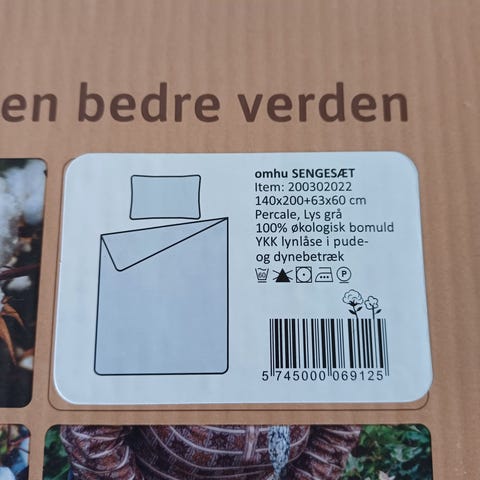 en bedre verden
omhu SENGESÆT
Item: 200302022
140x200+63x60 cm
Percale, Lys grå
100% økologisk bomuld
YKK lynlåse i pude-
og dynebetræk
60 P
5 745000 069125